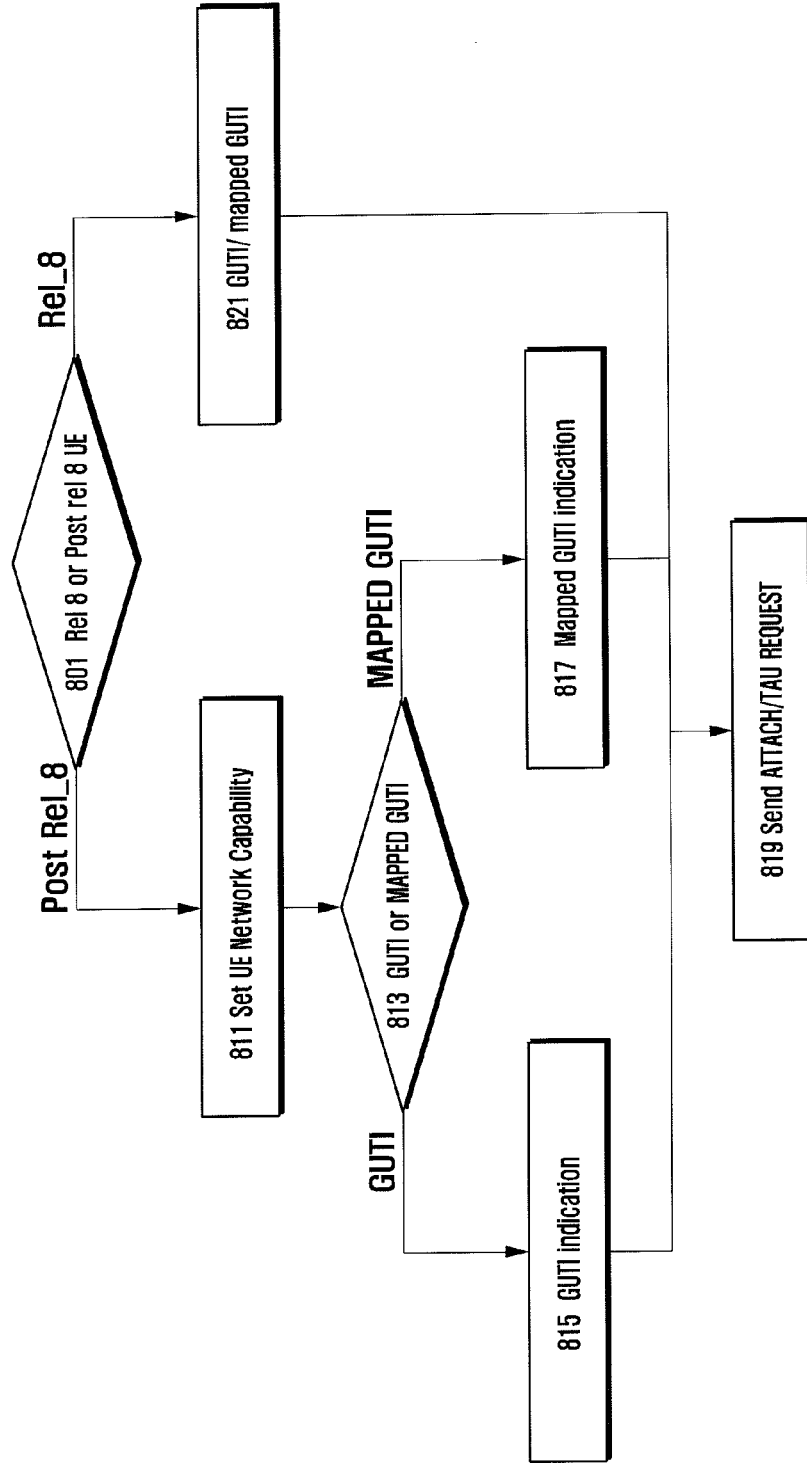 801 Rel 8 or Post rel 8 UE
Post Rel_8
Rel_8
811 Set UE Network Capability
821 GUTI/ mapped GUTI
813 GUTI or MAPPED GUTI
GUTI
MAPPED GUTI
815 GUTI indication
817 Mapped GUTI indication
819 Send ATTACH/TAU REQUEST